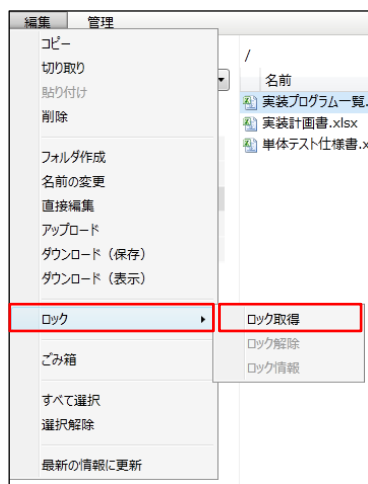 編集 管理
コピー
切り取り
貼り付け
削除
フォルダ作成
名前の変更
直接編集
アップロード
ダウンロード（保存）
ダウンロード（表示）
ロック
ごみ箱
すべて選択
選択解除
最新の情報に更新
ロック取得
ロック解除
ロック情報
/
名前
実装プログラム一覧.
実装計画書.xlsx
単体テスト仕様書.x